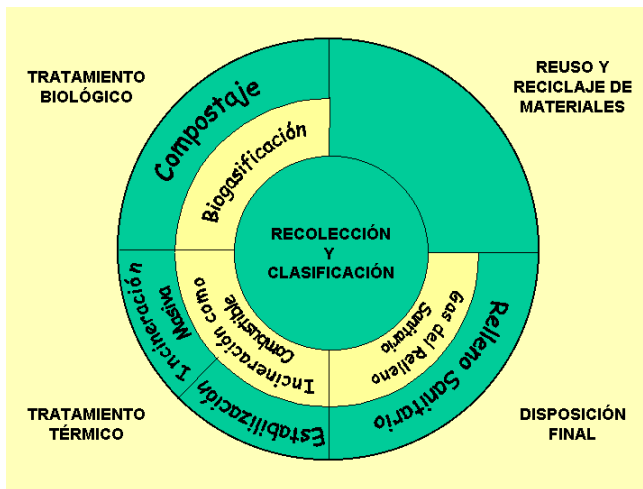 TRATAMIENTO
BIOLÓGICO
REUSO Y
RECICLAJE DE
MATERIALES
Compostaje
Biogasificación
RECOLECCIÓN
Y
CLASIFICACIÓN
Incineración
Masiva
Incineración como
Combustible
Estabilización
Gas del Relleno
Sanitario
Relleno Sanitario
TRATAMIENTO
TÉRMICO
DISPOSICIÓN
FINAL